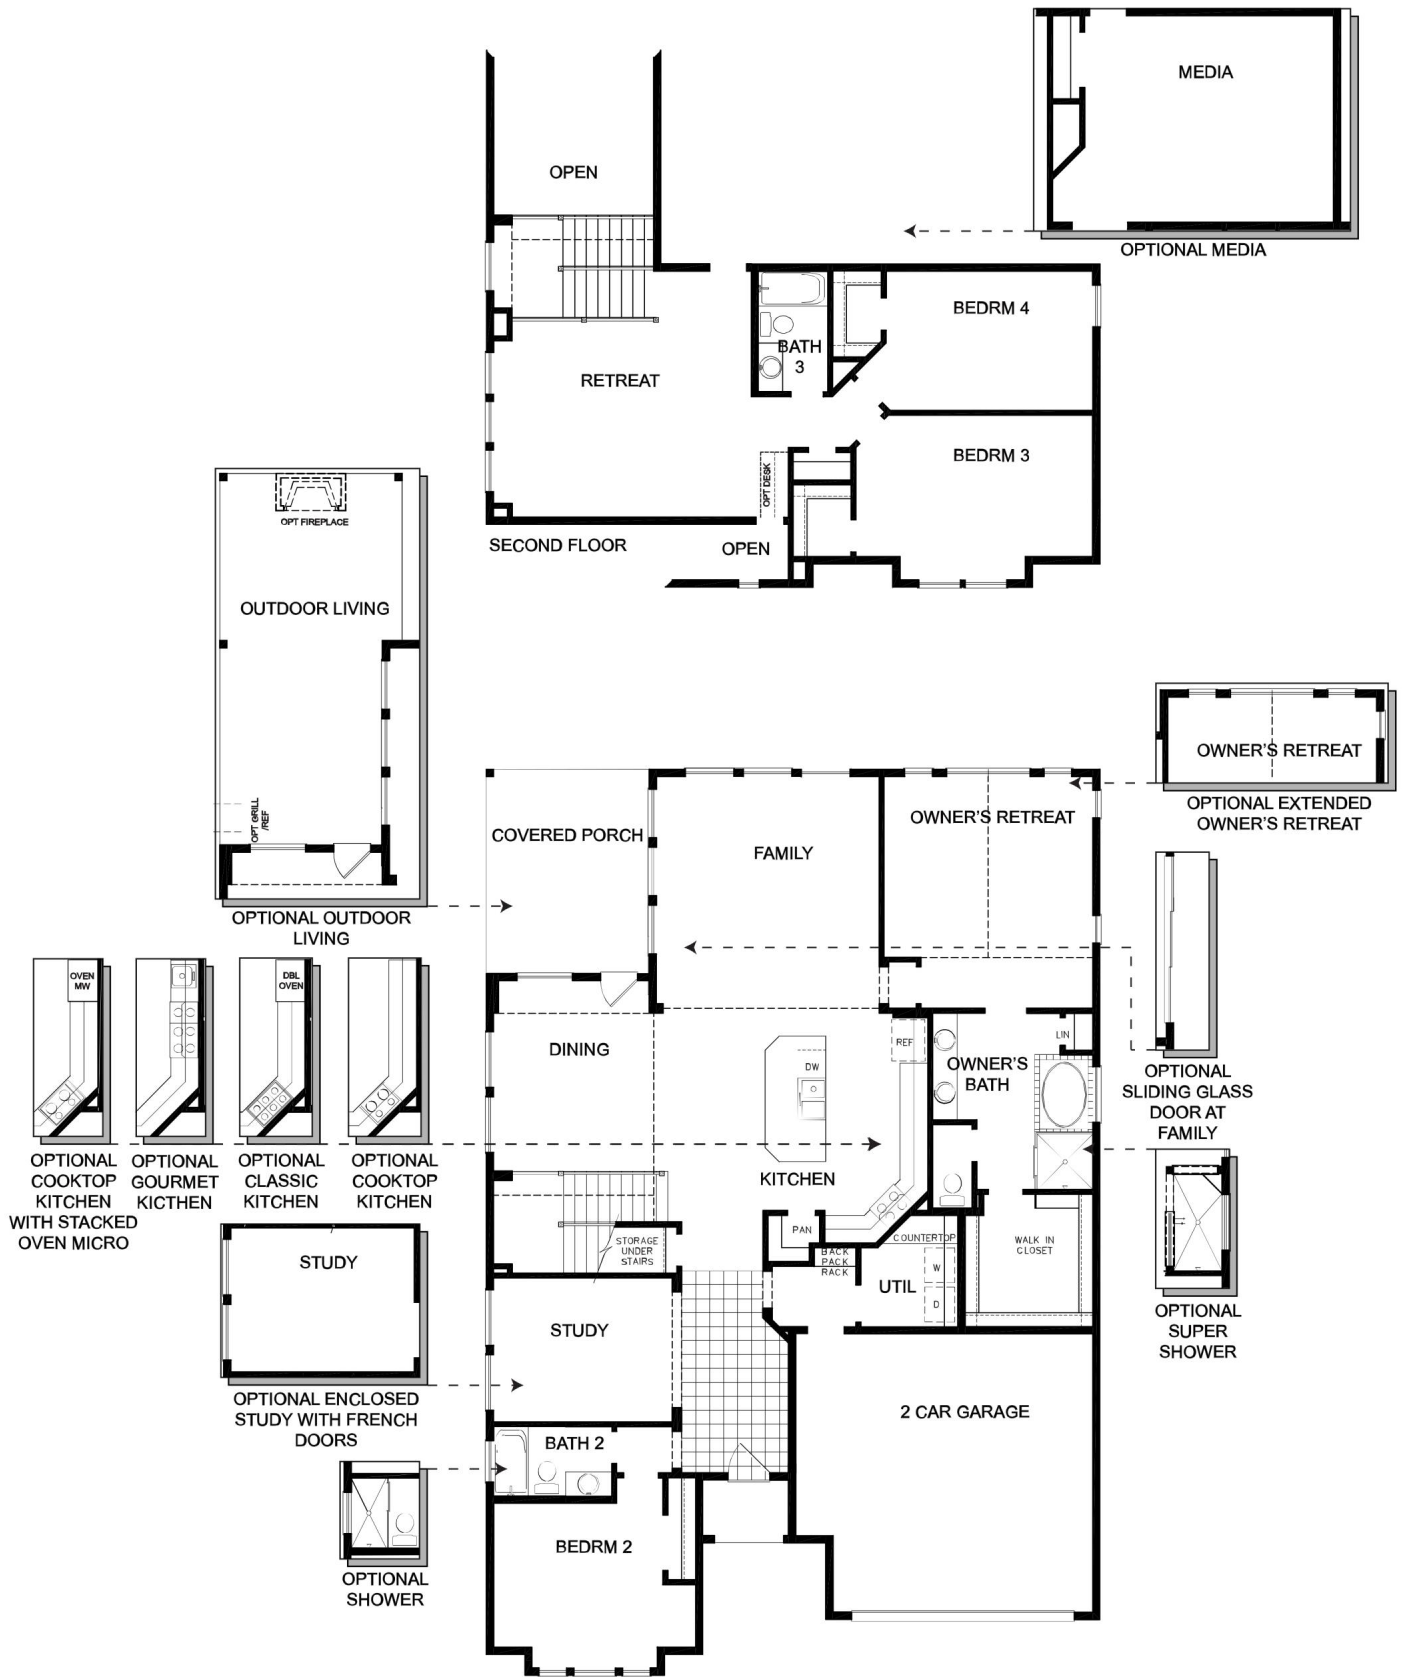 MEDIA
OPTIONAL MEDIA
OPEN
BEDRM 4
BATH
3
RETREAT
BEDRM 3
OPT DESK
SECOND FLOOR
OPEN
OPT FIREPLACE
OUTDOOR LIVING
OPT GRILL
/REF
OPTIONAL OUTDOOR
LIVING
OWNER'S RETREAT
OPTIONAL EXTENDED
OWNER'S RETREAT
COVERED PORCH
FAMILY
OWNER'S RETREAT
OPTIONAL
SLIDING GLASS
DOOR AT
FAMILY
OVEN
MW
DBL
OVEN
OPTIONAL
COOKTOP
KITCHEN
WITH STACKED
OVEN MICRO
OPTIONAL
GOURMET
KICTHEN
OPTIONAL
CLASSIC
KITCHEN
OPTIONAL
COOKTOP
KITCHEN
DINING
DW
REF
KITCHEN
OWNER'S
BATH
LIN
PAN
BACK
PACK
RACK
COUNTERTOP
UTIL
W
D
WALK IN
CLOSET
OPTIONAL
SUPER
SHOWER
STORAGE
UNDER
STAIRS
STUDY
OPTIONAL ENCLOSED
STUDY WITH FRENCH
DOORS
STUDY
2 CAR GARAGE
BATH 2
OPTIONAL
SHOWER
BEDRM 2